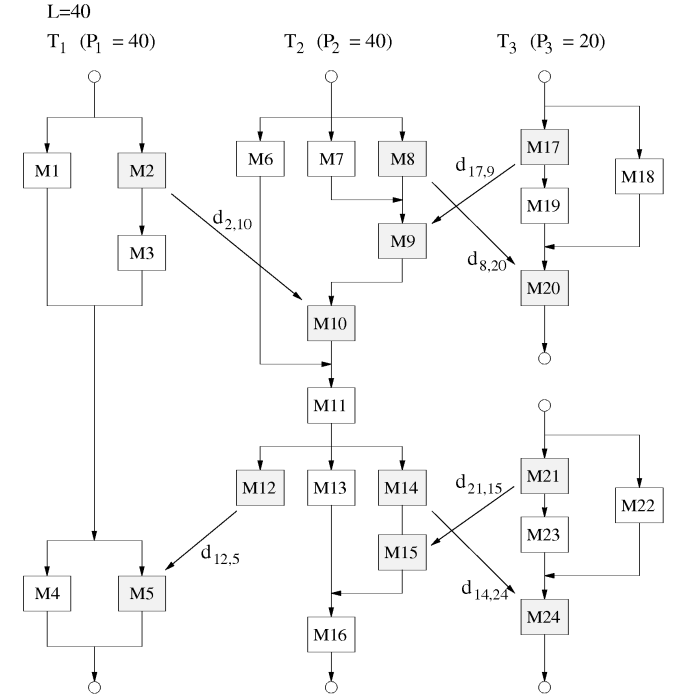 L=40
T1 (P1 = 40)
T2 (P2 = 40)
T3 (P3 = 20)
M1
M2
M6
M7
M8
M17
M18
d17,9
M19
d2,10
M3
M9
d8,20
M20
M10
M11
M12
M13
M14
d21,15
M21
M22
M23
M15
d12,5
d14,24
M4
M5
M24
M16